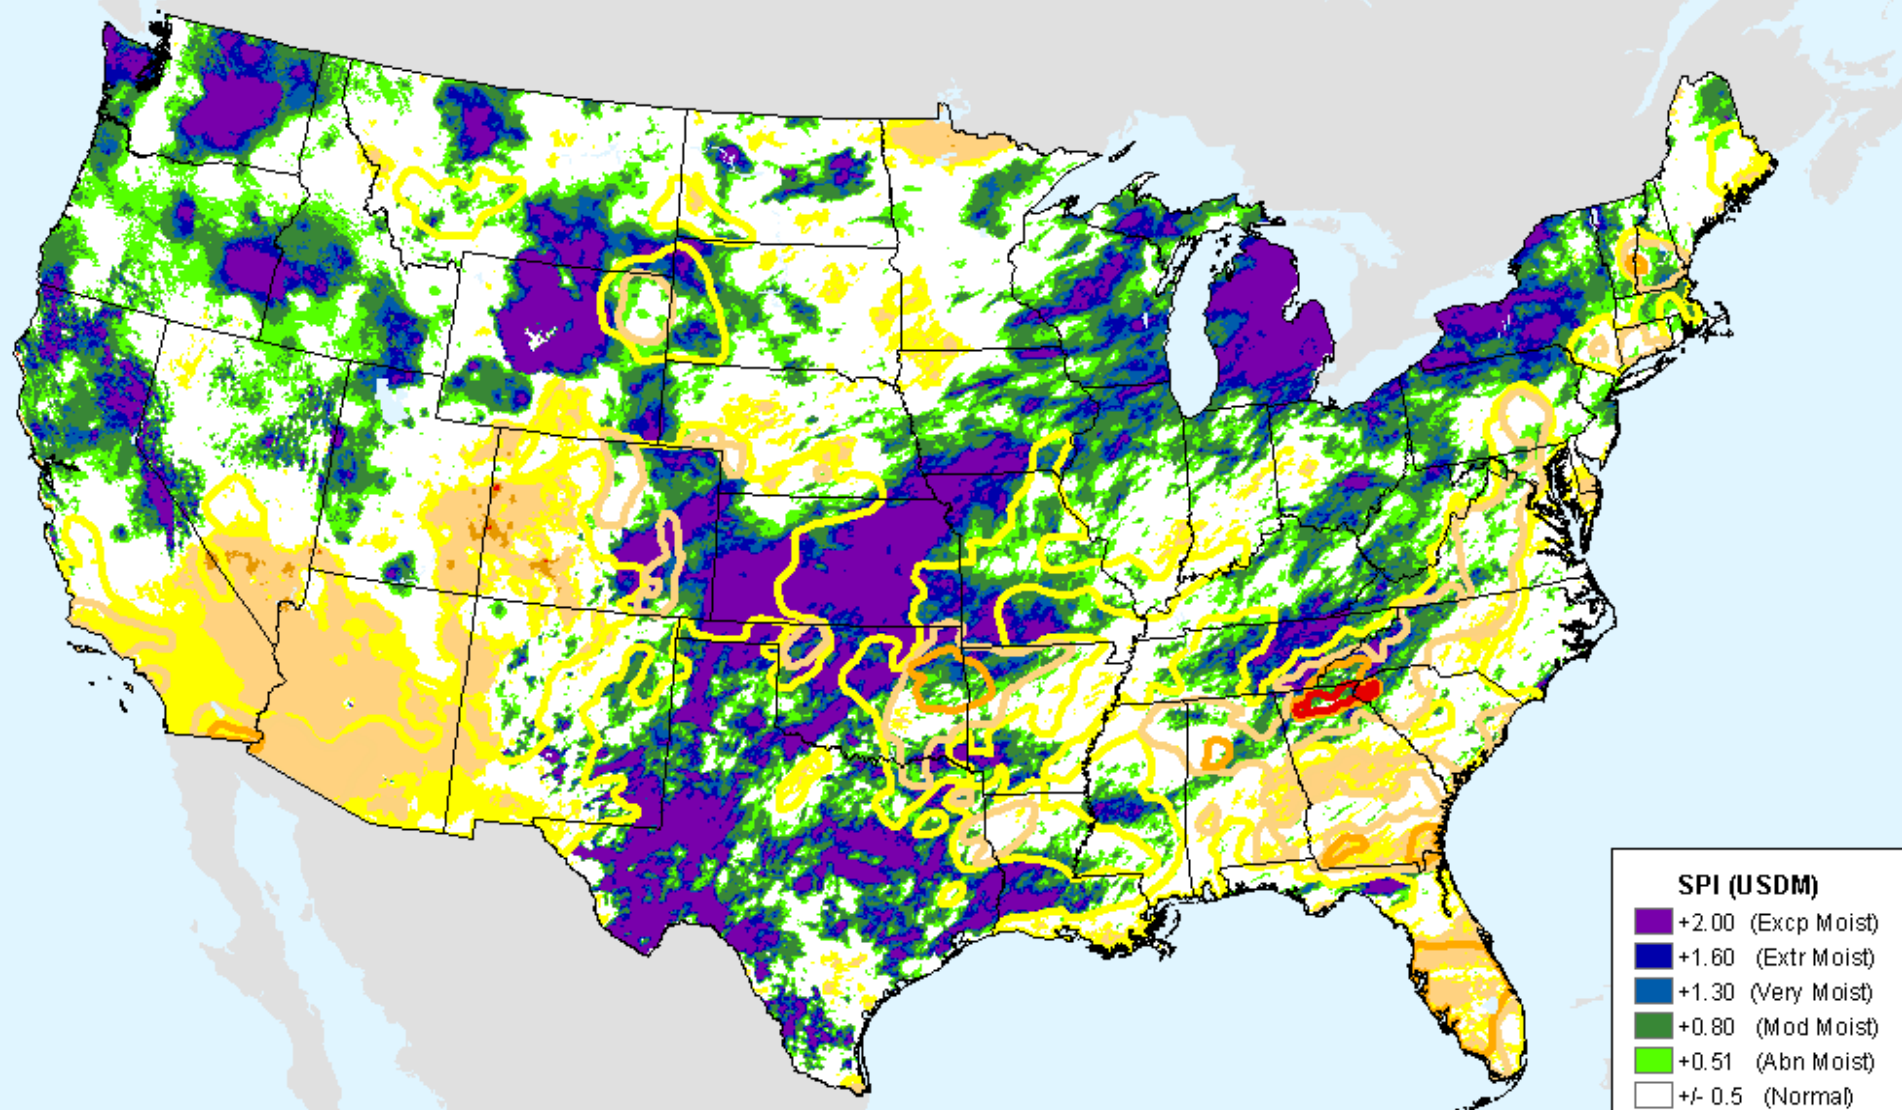 SPI (USDM)
+2.00 (Excp Moist)
+1.60 (Extr Moist)
+1.30 (Very Moist)
+0.80 (Mod Moist)
+0.51 (Abn Moist)
+/- 0.5 (Normal)